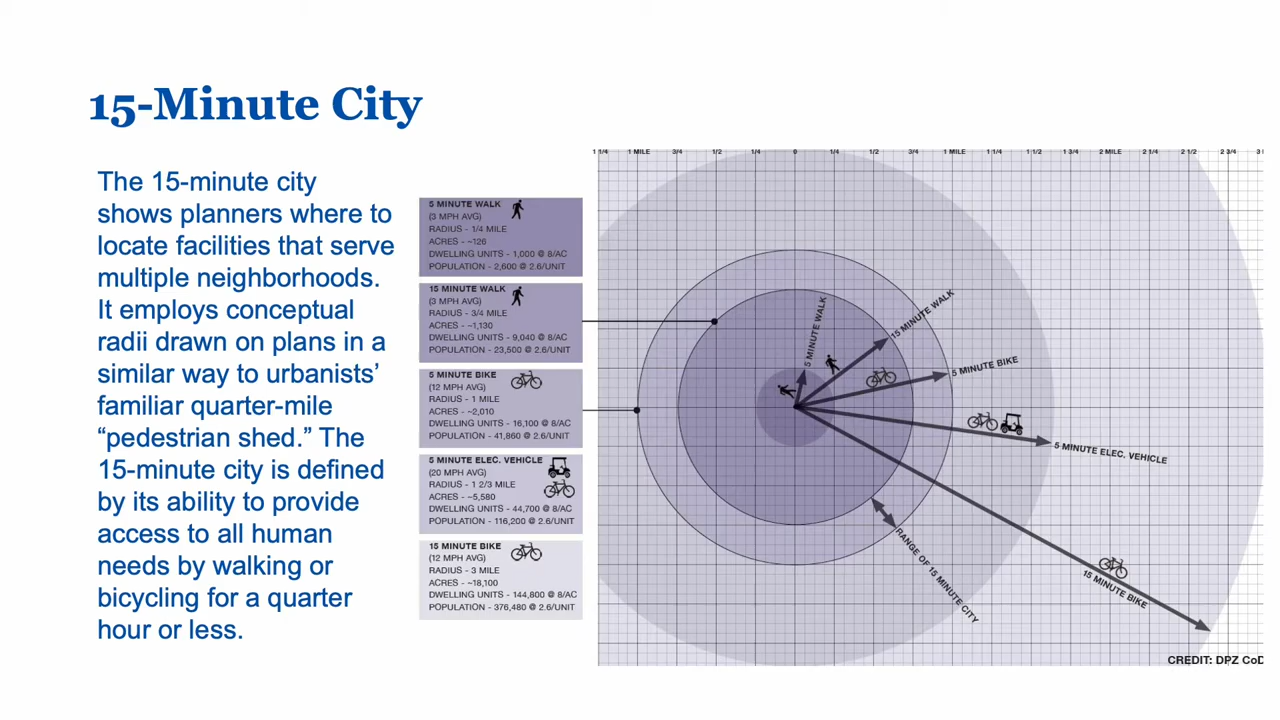 15-Minute City
The 15-minute city
shows planners where to
locate facilities that serve
multiple neighborhoods.
It employs conceptual
radii drawn on plans in a
similar way to urbanists’
familiar quarter-mile
“pedestrian shed.” The
15-minute city is defined
by its ability to provide
access to all human
needs by walking or
bicycling for a quarter
hour or less.
5 MINUTE WALK
(3 MPH AVG)
RADIUS - 1/4 MILE
ACRES - ~126
DWELLING UNITS - 1,000 @ 8/AC
POPULATION - 2,600 @ 2.6/UNIT
15 MINUTE WALK
(3 MPH AVG)
RADIUS - 3/4 MILE
ACRES - ~1,130
DWELLING UNITS - 9,040 @ 8/AC
POPULATION - 23,500 @ 2.6/UNIT
5 MINUTE BIKE
(12 MPH AVG)
RADIUS - 1 MILE
ACRES - ~2,010
DWELLING UNITS - 16,100 @ 8/AC
POPULATION - 41,860 @ 2.6/UNIT
5 MINUTE ELEC. VEHICLE
(20 MPH AVG)
RADIUS - 1 2/3 MILE
ACRES - ~5,580
DWELLING UNITS - 44,700 @ 8/AC
POPULATION - 116,200 @ 2.6/UNIT
15 MINUTE BIKE
(12 MPH AVG)
RADIUS - 3 MILE
ACRES - ~18,100
DWELLING UNITS - 144,800 @ 8/AC
POPULATION - 376,480 @ 2.6/UNIT
1 1/4 1 MILE 3/4 1/2 1/4 0 1/4 1/2 3/4 1 MILE 1 1/4 1 1/2 1 3/4 2 MILE 2 1/4 2 1/2 2 3/4 3
5 MINUTE WALK
15 MINUTE WALK
5 MINUTE BIKE
5 MINUTE ELEC. VEHICLE
RANGE OF 15 MINUTE CITY
15 MINUTE BIKE
CREDIT: DPZ CoD